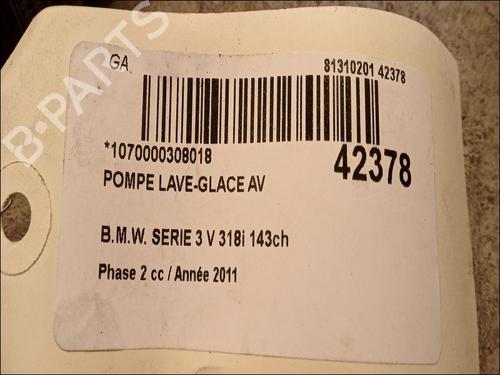 GA
81310201 42378
*1070000308018
42378
POMPE LAVE-GLACE AV
B.M.W. SERIE 3 V 318i 143ch
Phase 2 cc / Année 2011
B-PARTS